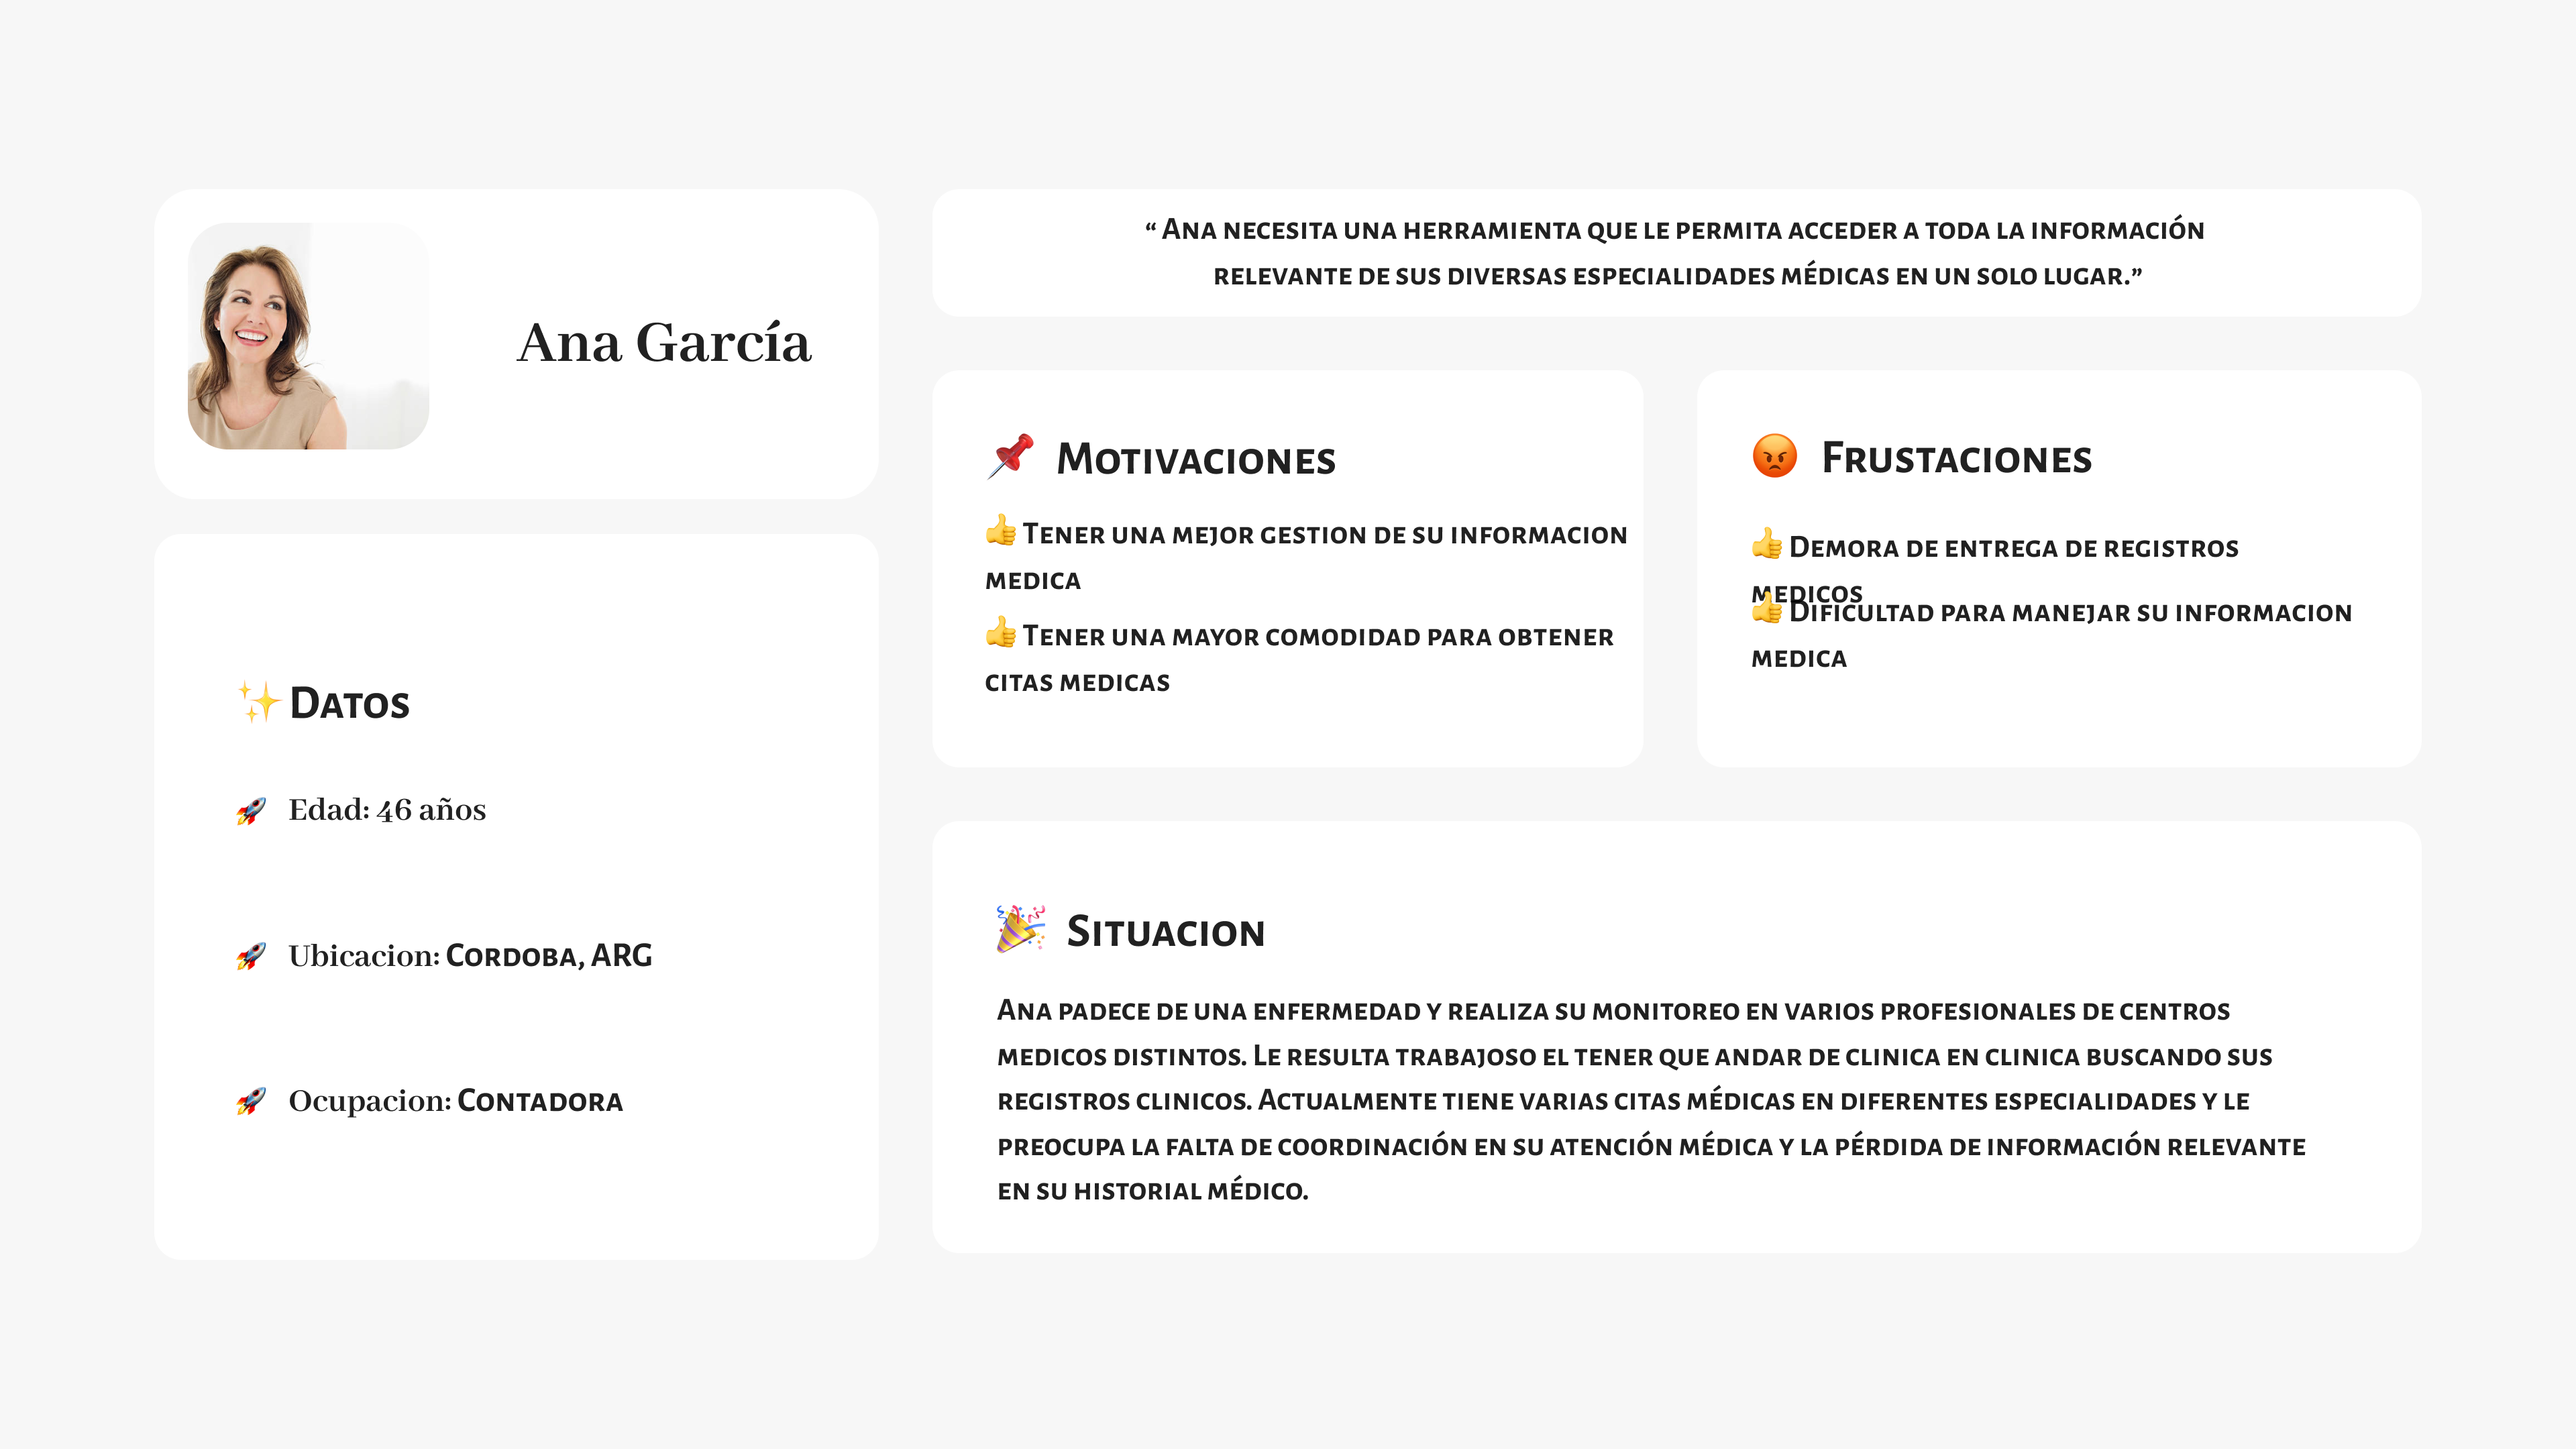 Ana García
✨Datos
🚀 Edad: 46 años
🚀 Ubicacion: Cordoba, ARG
🚀 Ocupacion: Contadora
“ Ana necesita una herramienta que le permita acceder a toda la información
relevante de sus diversas especialidades médicas en un solo lugar.”
📌 Motivaciones
👍Tener una mejor gestion de su informacion
medica
👍Tener una mayor comodidad para obtener
citas medicas
😡 Frustaciones
👍Demora de entrega de registros
medicos
👍Dificultad para manejar su informacion
medica
🎉 Situacion
Ana padece de una enfermedad y realiza su monitoreo en varios profesionales de centros
medicos distintos. Le resulta trabajoso el tener que andar de clinica en clinica buscando sus
registros clinicos. Actualmente tiene varias citas médicas en diferentes especialidades y le
preocupa la falta de coordinación en su atención médica y la pérdida de información relevante
en su historial médico.